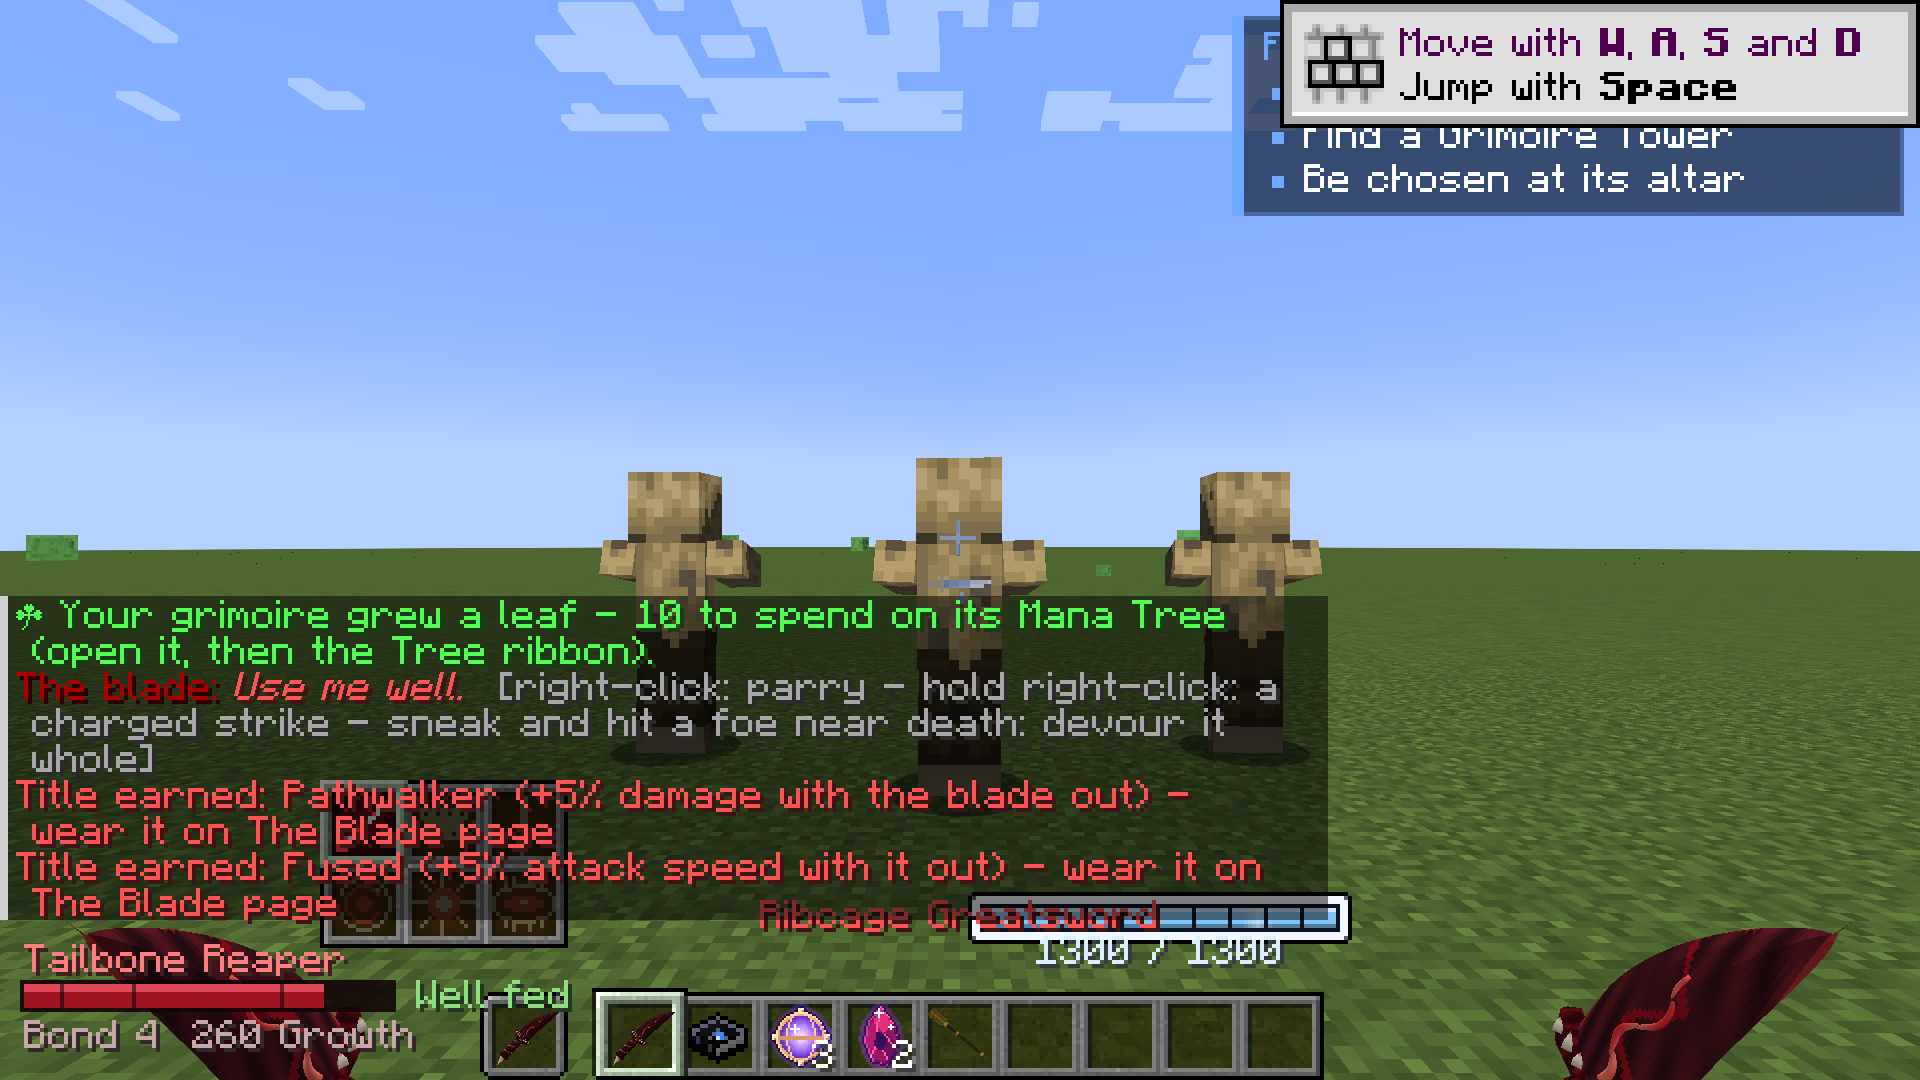 Move with W, A, S and D
Jump with Space
F
Find a Grimoire Tower
Be chosen at its altar
☘ Your grimoire grew a leaf – 10 to spend on its Mana Tree
(open it, then the Tree ribbon).
The blade: Use me well. [right-click: parry – hold right-click: a
charged strike – sneak and hit a foe near death: devour it
whole]
Title earned: Pathwalker (+5% damage with the blade out) –
wear it on The Blade page
Title earned: Fused (+5% attack speed with it out) – wear it on
The Blade page
Ribcage Greatsword
1300 / 1300
Tailbone Reaper
Well fed
Bond 4 260 Growth
3
2